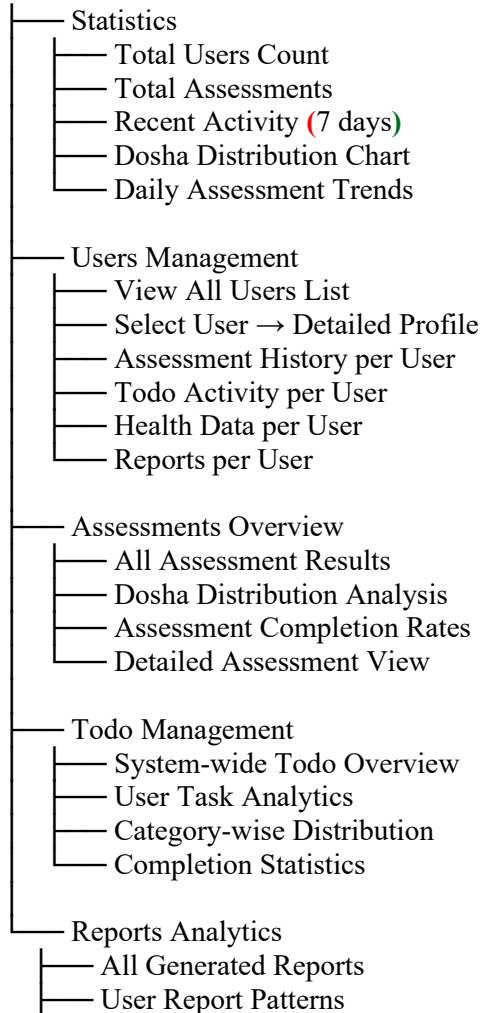 Statistics
Total Users Count
Total Assessments
Recent Activity (7 days)
Dosha Distribution Chart
Daily Assessment Trends
Users Management
View All Users List
Select User → Detailed Profile
Assessment History per User
Todo Activity per User
Health Data per User
Reports per User
Assessments Overview
All Assessment Results
Dosha Distribution Analysis
Assessment Completion Rates
Detailed Assessment View
Todo Management
System-wide Todo Overview
User Task Analytics
Category-wise Distribution
Completion Statistics
Reports Analytics
All Generated Reports
User Report Patterns